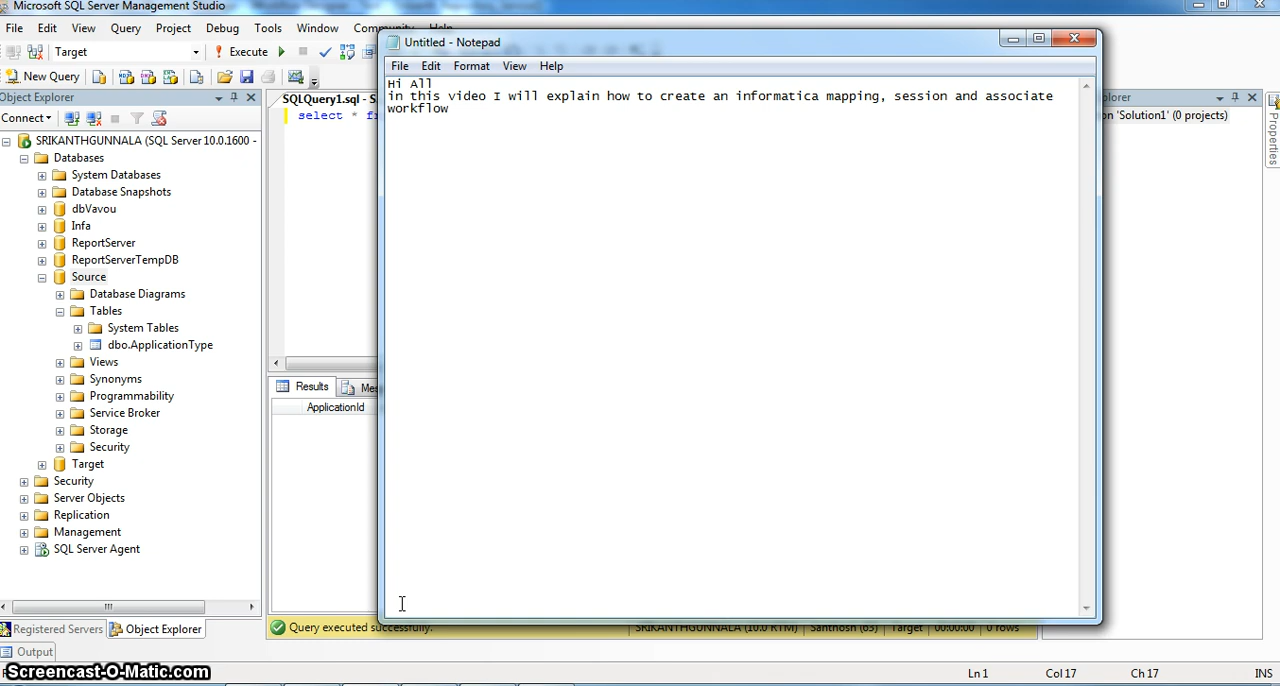 Microsoft SQL Server Management Studio
File Edit View Query Project Debug Tools Window Community Help
Target
Execute
New Query
Object Explorer
Connect
SRIKANTHGUNNALA (SQL Server 10.0.1600 -
Databases
System Databases
Database Snapshots
dbVavou
Infa
ReportServer
ReportServerTempDB
Source
Database Diagrams
Tables
System Tables
dbo.ApplicationType
Views
Synonyms
Programmability
Service Broker
Storage
Security
Target
Security
Server Objects
Replication
Management
SQL Server Agent
Registered Servers
Object Explorer
Output
Screencast-O-Matic.com
SQLQuery1.sql - S
select *
Results
ApplicationId
Query executed successfully.
SRIKANTHGUNNALA (10.0 RTM) Santhosh (63) Target 00:00:00 0 rows
Untitled - Notepad
File Edit Format View Help
Hi All
in this video I will explain how to create an informatica mapping, session and associate
workflow
plorer
on 'Solution1' (0 projects)
Properties
Ln 1 Col 17 Ch 17 INS